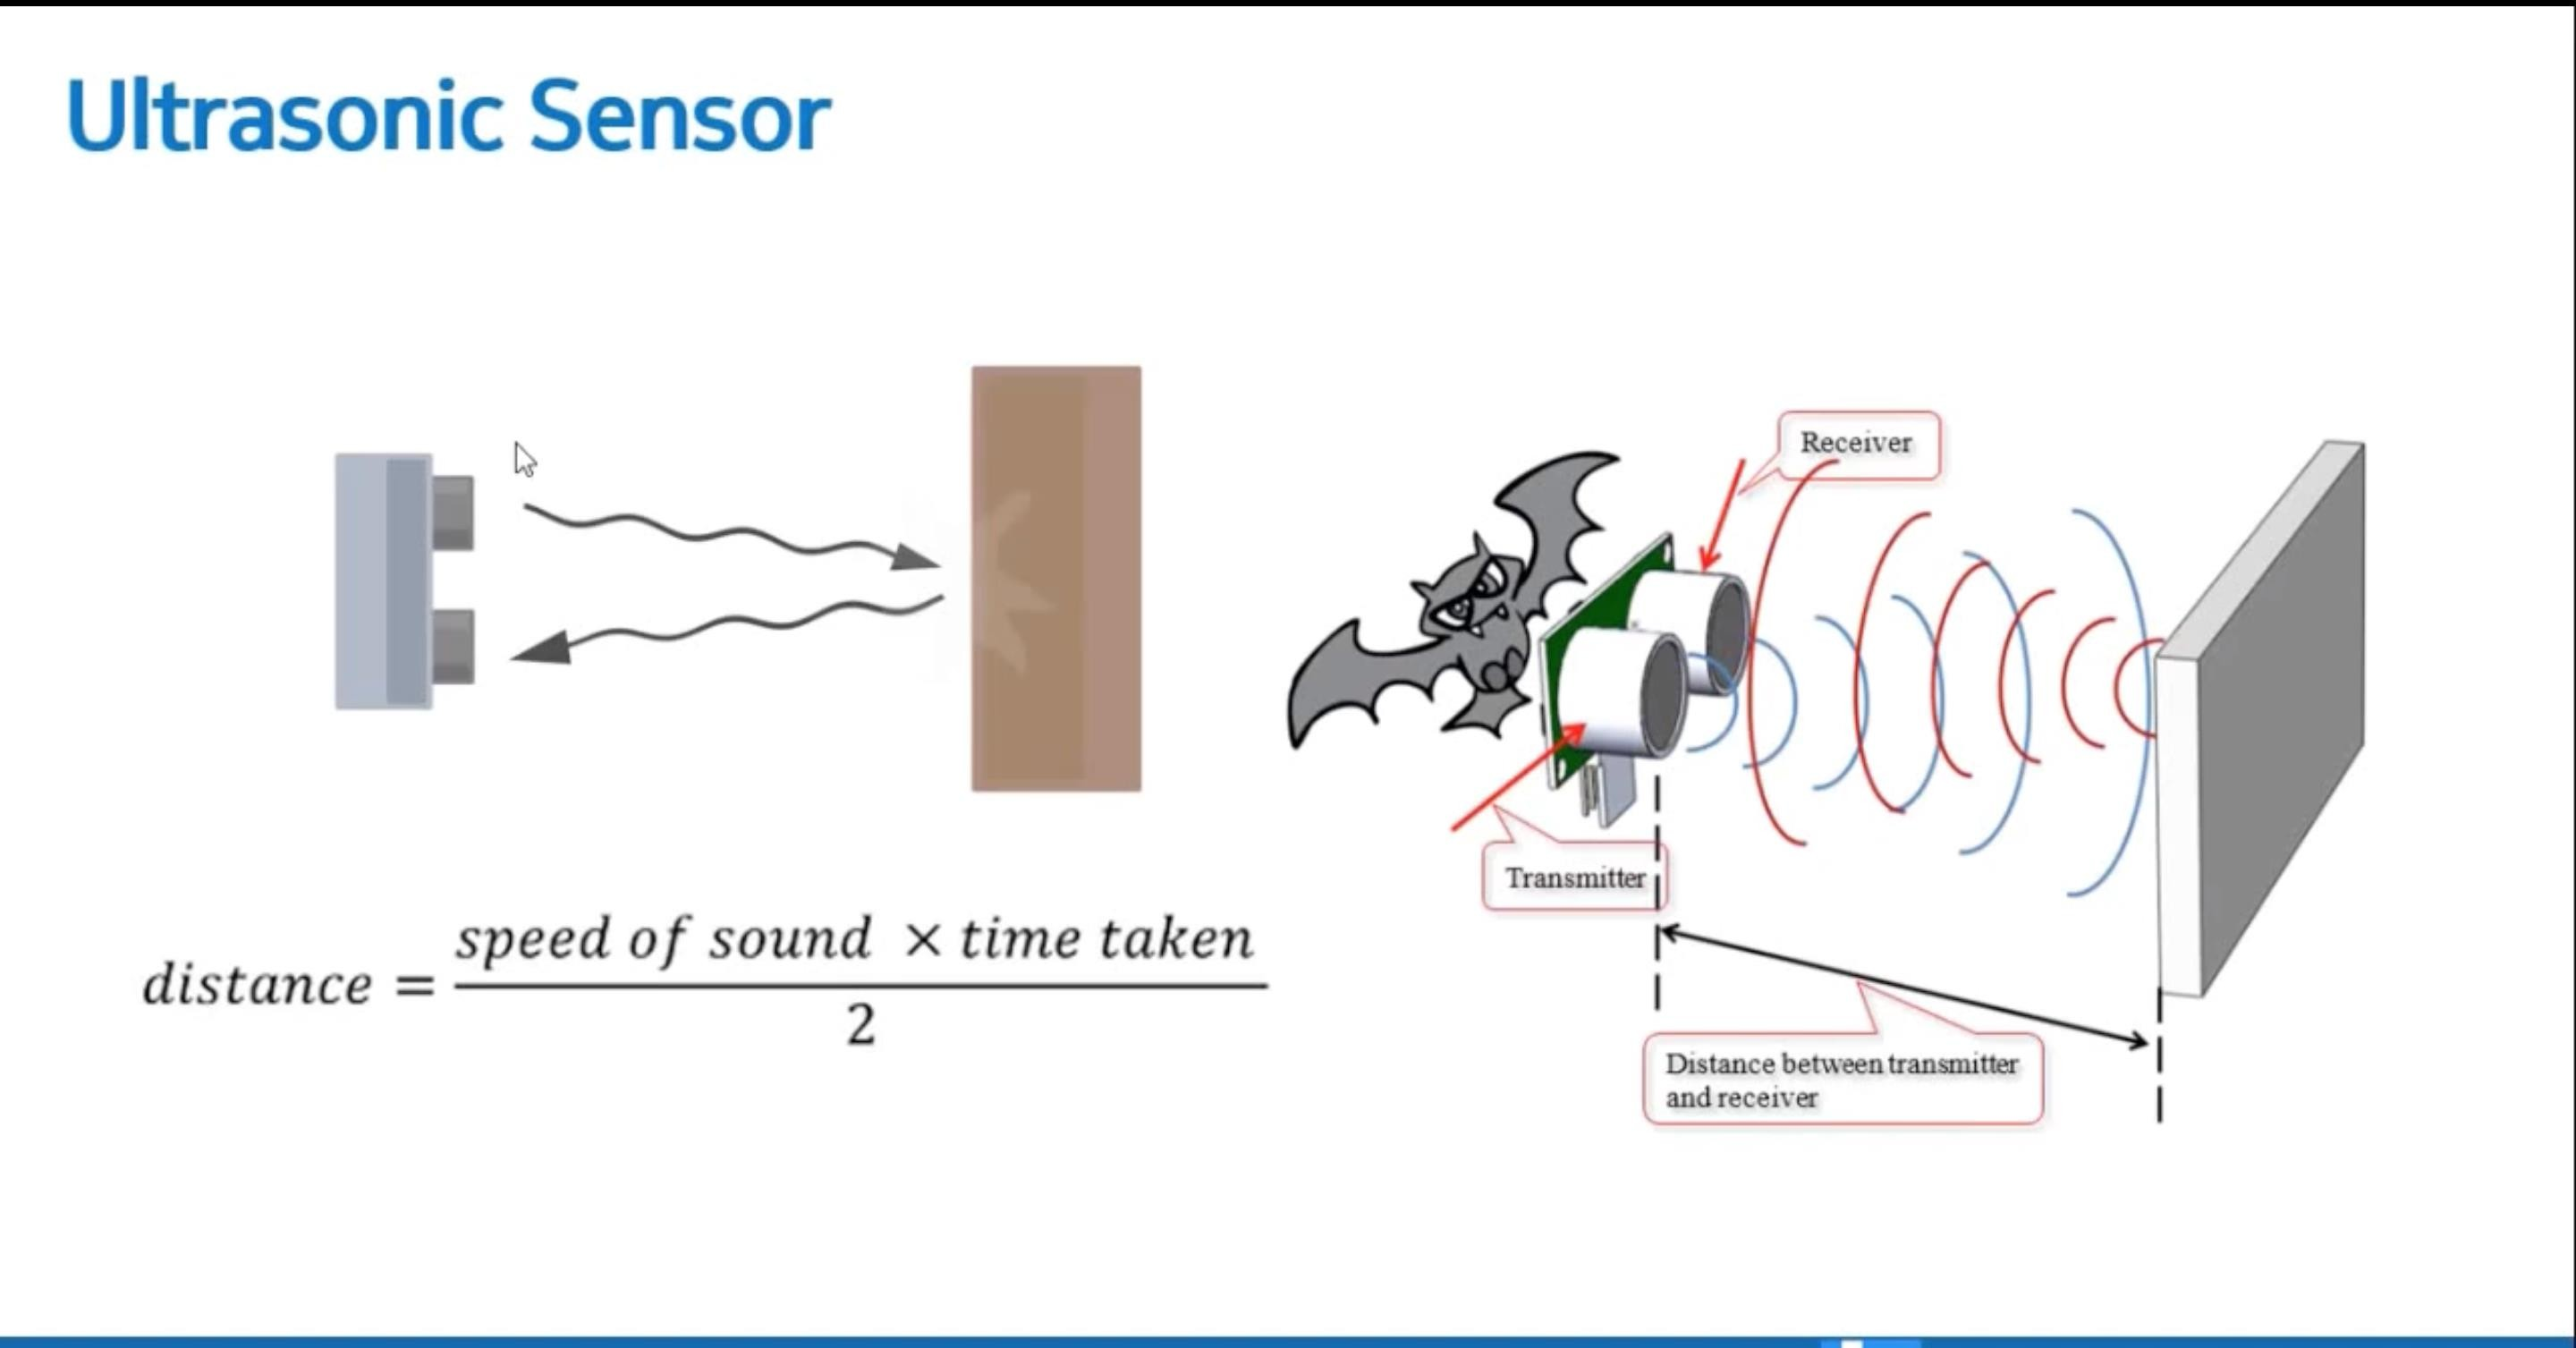 Ultrasonic Sensor
Receiver
Transmitter
distance = speed of sound × time taken
2
Distance between transmitter
and receiver